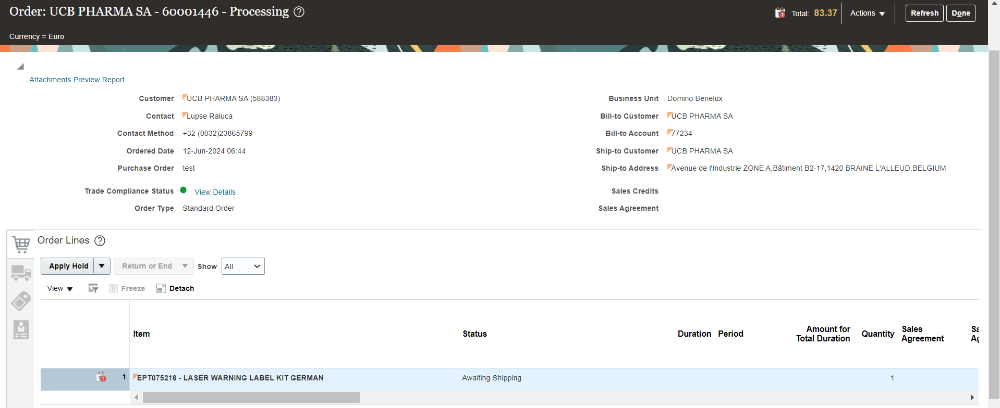 Order: UCB PHARMA SA - 60001446 - Processing
Total: 83.37 Actions Refresh Done
Currency = Euro
Attachments Preview Report
Customer UCB PHARMA SA (588383)
Contact Lupse Raluca
Contact Method +32 (0032)23865799
Ordered Date 12-Jun-2024 06:44
Purchase Order test
Trade Compliance Status View Details
Order Type Standard Order
Business Unit Domino Benelux
Bill-to Customer UCB PHARMA SA
Bill-to Account 77234
Ship-to Customer UCB PHARMA SA
Ship-to Address Avenue de l'Industrie ZONE A,Bâtiment B2-17,1420 BRAINE L'ALLEUD,BELGIUM
Sales Credits
Sales Agreement
Order Lines
Apply Hold Return or End Show All
View Freeze Detach
Item Status Duration Period Amount for Total Duration Quantity Sales Agreement
1 EPT075216 - LASER WARNING LABEL KIT GERMAN Awaiting Shipping 1